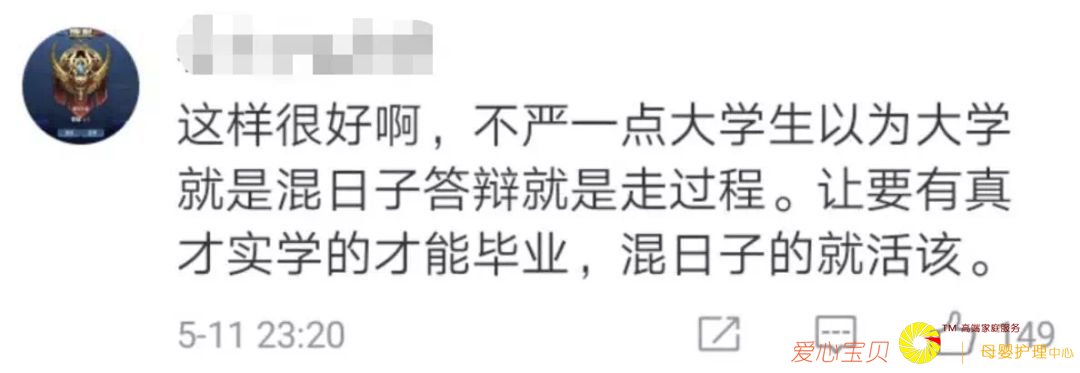 这样很好啊，不严一点大学生以为大学
就是混日子答辩就是走过程。让要有真
才实学的才能毕业，混日子的就活该。
5-11 23:20
149
爱心宝贝
TM 高端家庭服务
母婴护理中心